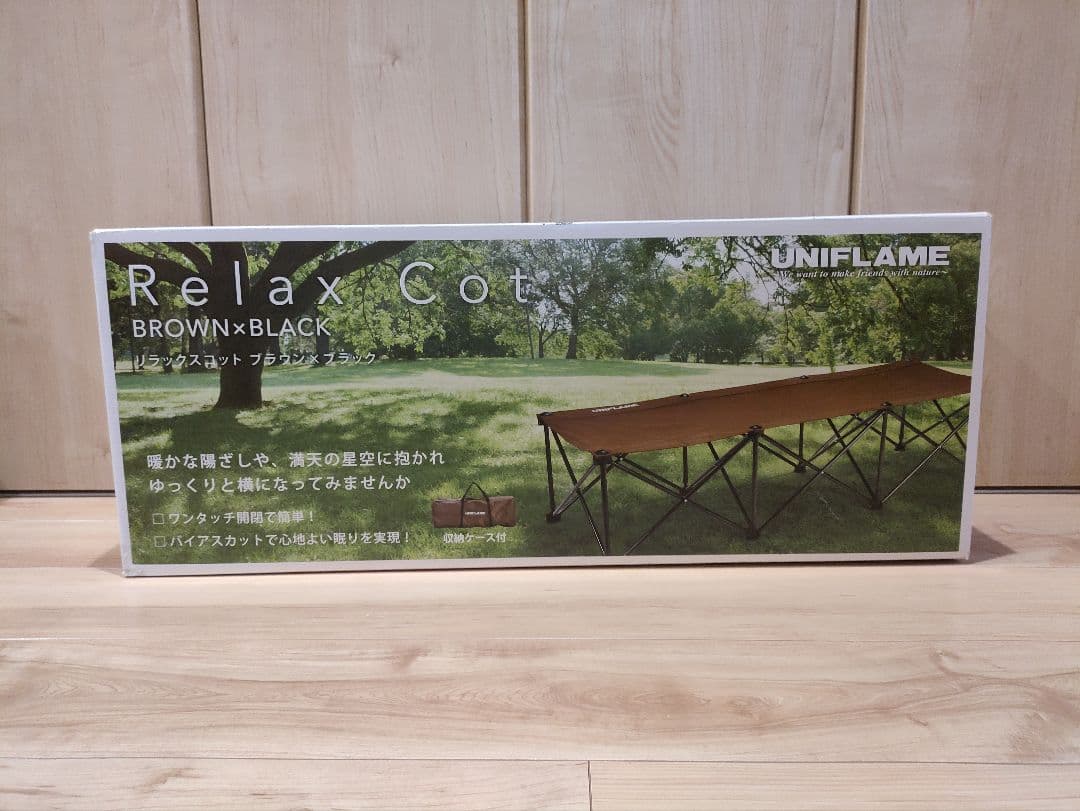 Relax Cot
BROWN×BLACK
リラックスコット ブラウン×ブラック
UNIFLAME
We want to make friends with nature
UNIFLAME
暖かな陽ざしや、満天の星空に抱かれ
ゆっくりと横になってみませんか
□ワンタッチ開閉で簡単！
□バイアスカットで心地よい眠りを実現！
UNIFLAME
収納ケース付